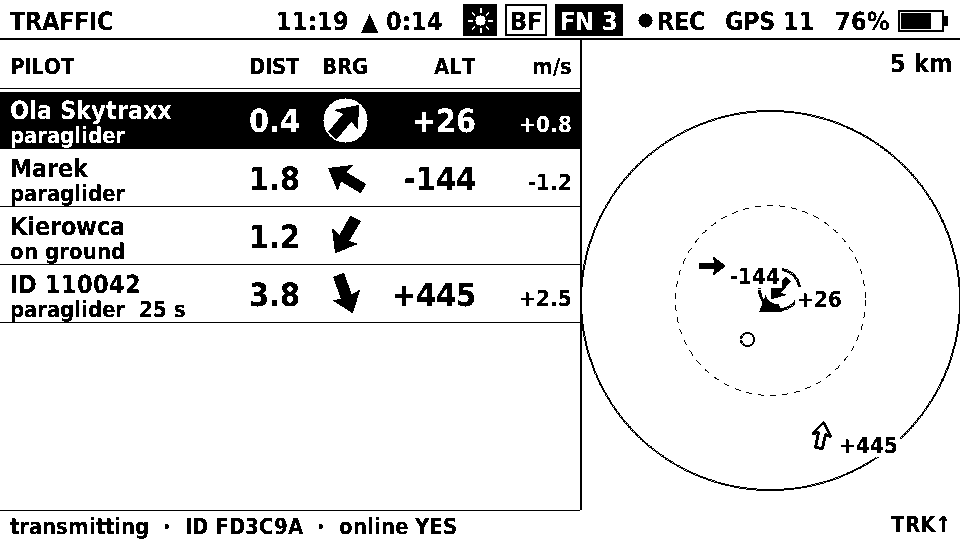 TRAFFIC 11:19 ▲ 0:14 BF FN 3 ●REC GPS 11 76%
PILOT DIST BRG ALT m/s
5 km
Ola Skytraxx
paraglider
0.4 +26 +0.8
Marek
paraglider
1.8 -144 -1.2
Kierowca
on ground
1.2
ID 110042
paraglider 25 s
3.8 +445 +2.5
-144
+26
+445
transmitting · ID FD3C9A · online YES
TRK↑